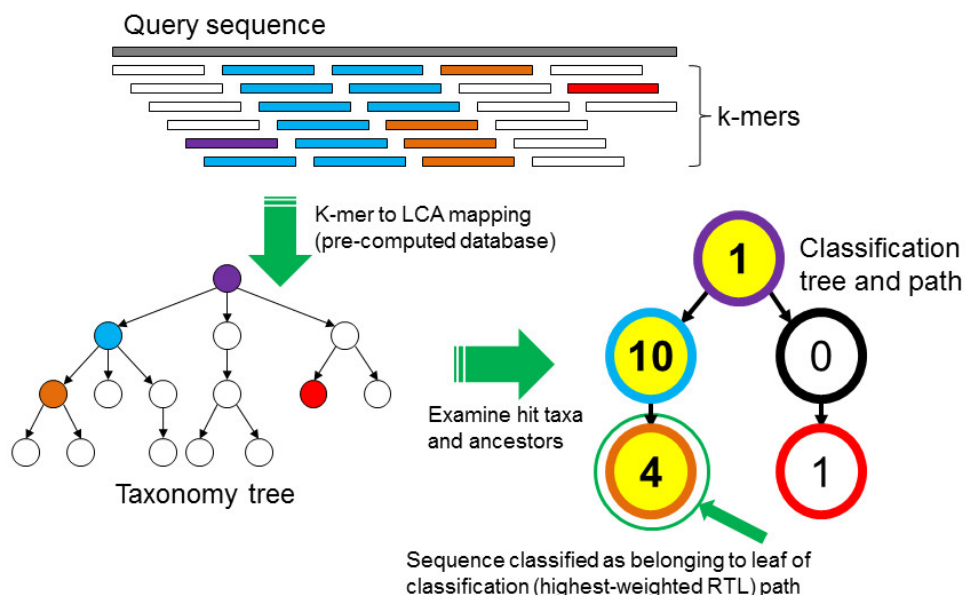 Query sequence
k-mers
K-mer to LCA mapping
(pre-computed database)
Classification
tree and path
1
10
0
4
1
Examine hit taxa
and ancestors
Taxonomy tree
Sequence classified as belonging to leaf of
classification (highest-weighted RTL) path